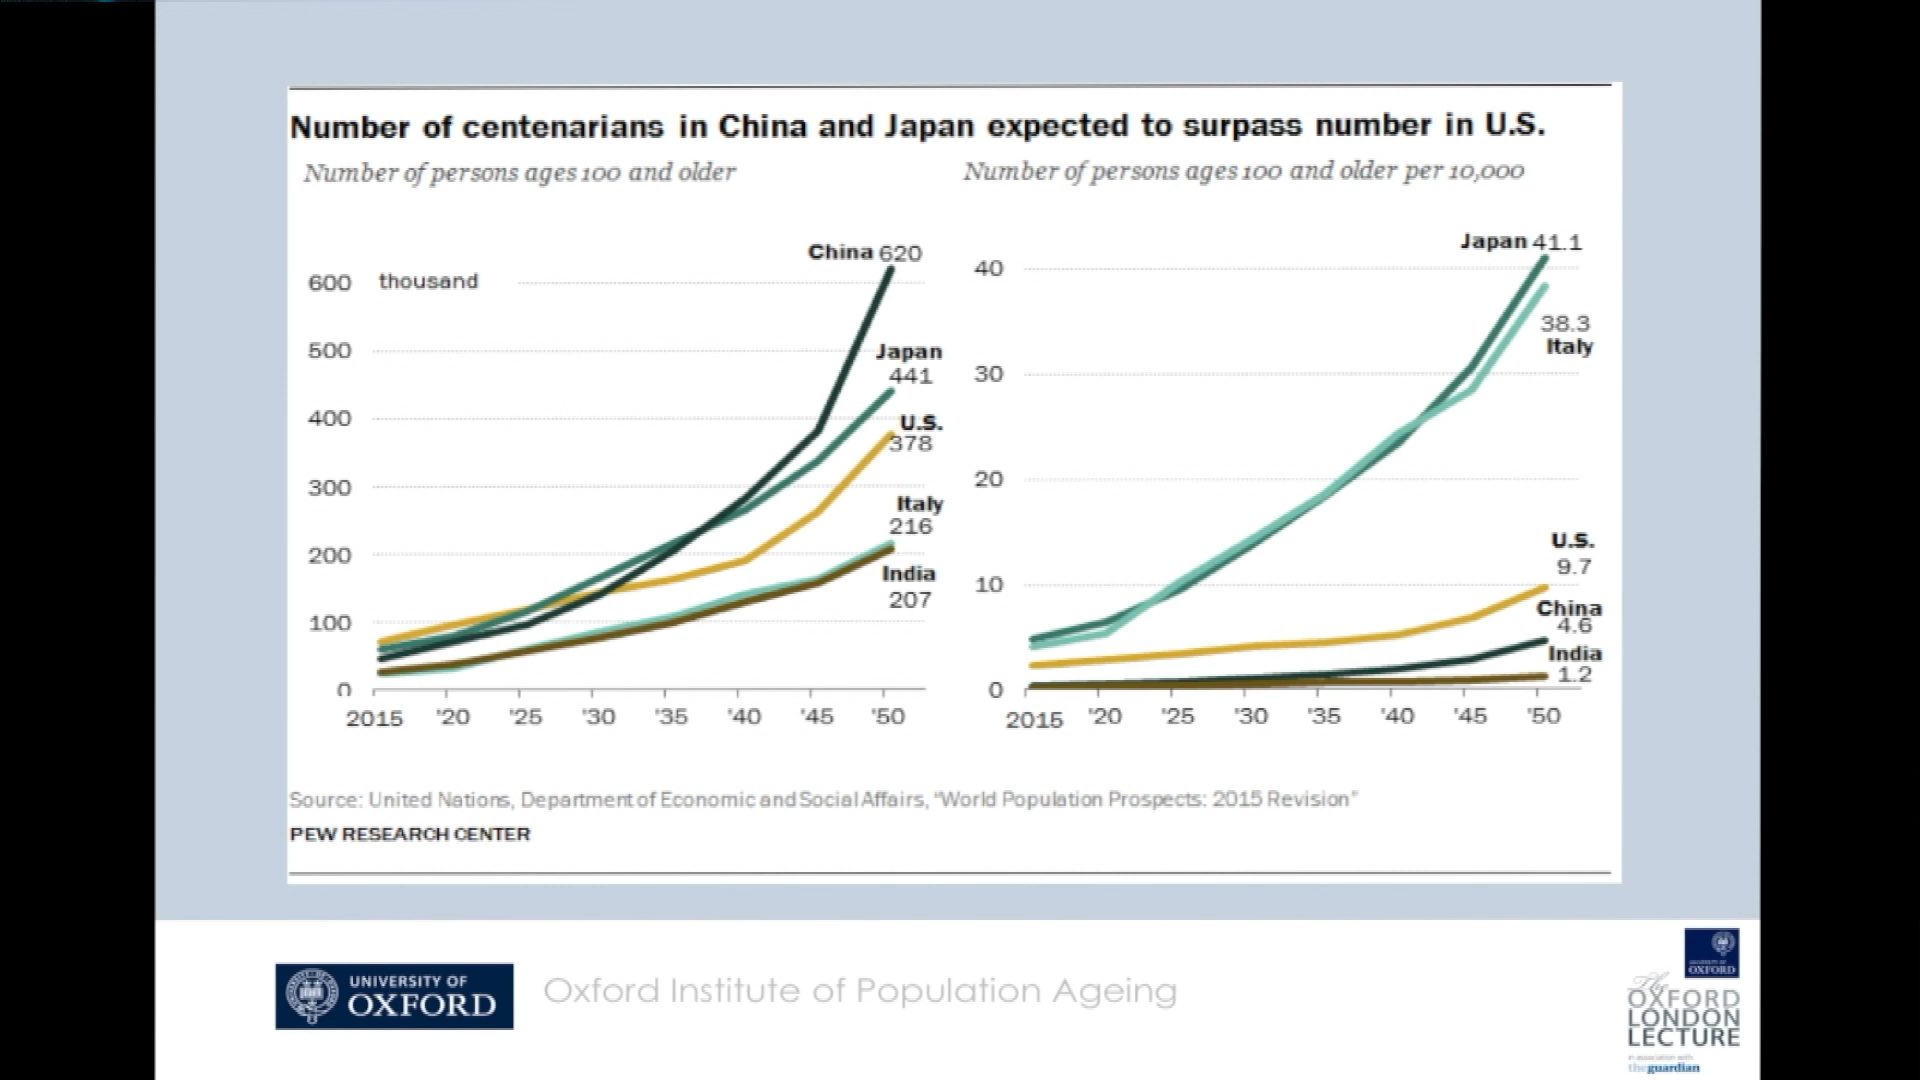 Number of centenarians in China and Japan expected to surpass number in U.S.
Number of persons ages 100 and older
China 620
600 thousand
500
Japan
441
400
U.S.
378
300
Italy
216
200
India
207
100
0
2015 '20 '25 '30 '35 '40 '45 '50
Number of persons ages 100 and older per 10,000
Japan 41.1
40
38.3
Italy
30
20
U.S.
9.7
10
China
4.6
India
1.2
0
2015 '20 '25 '30 '35 '40 '45 '50
Source: United Nations, Department of Economic and Social Affairs, "World Population Prospects: 2015 Revision"
PEW RESEARCH CENTER
UNIVERSITY OF
OXFORD
Oxford Institute of Population Ageing
UNIVERSITY OF
OXFORD
The
OXFORD
LONDON
LECTURE
in association with
theguardian